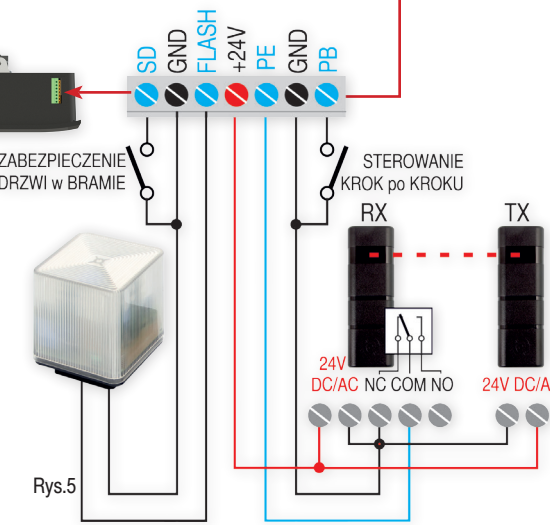 SD GND FLASH +24V PE GND PB
ZABEZPIECZENIE
DRZWI w BRAMIE
STEROWANIE
KROK po KROKU
RX TX
24V
DC/AC NC COM NO
24V DC/A
Rys.5